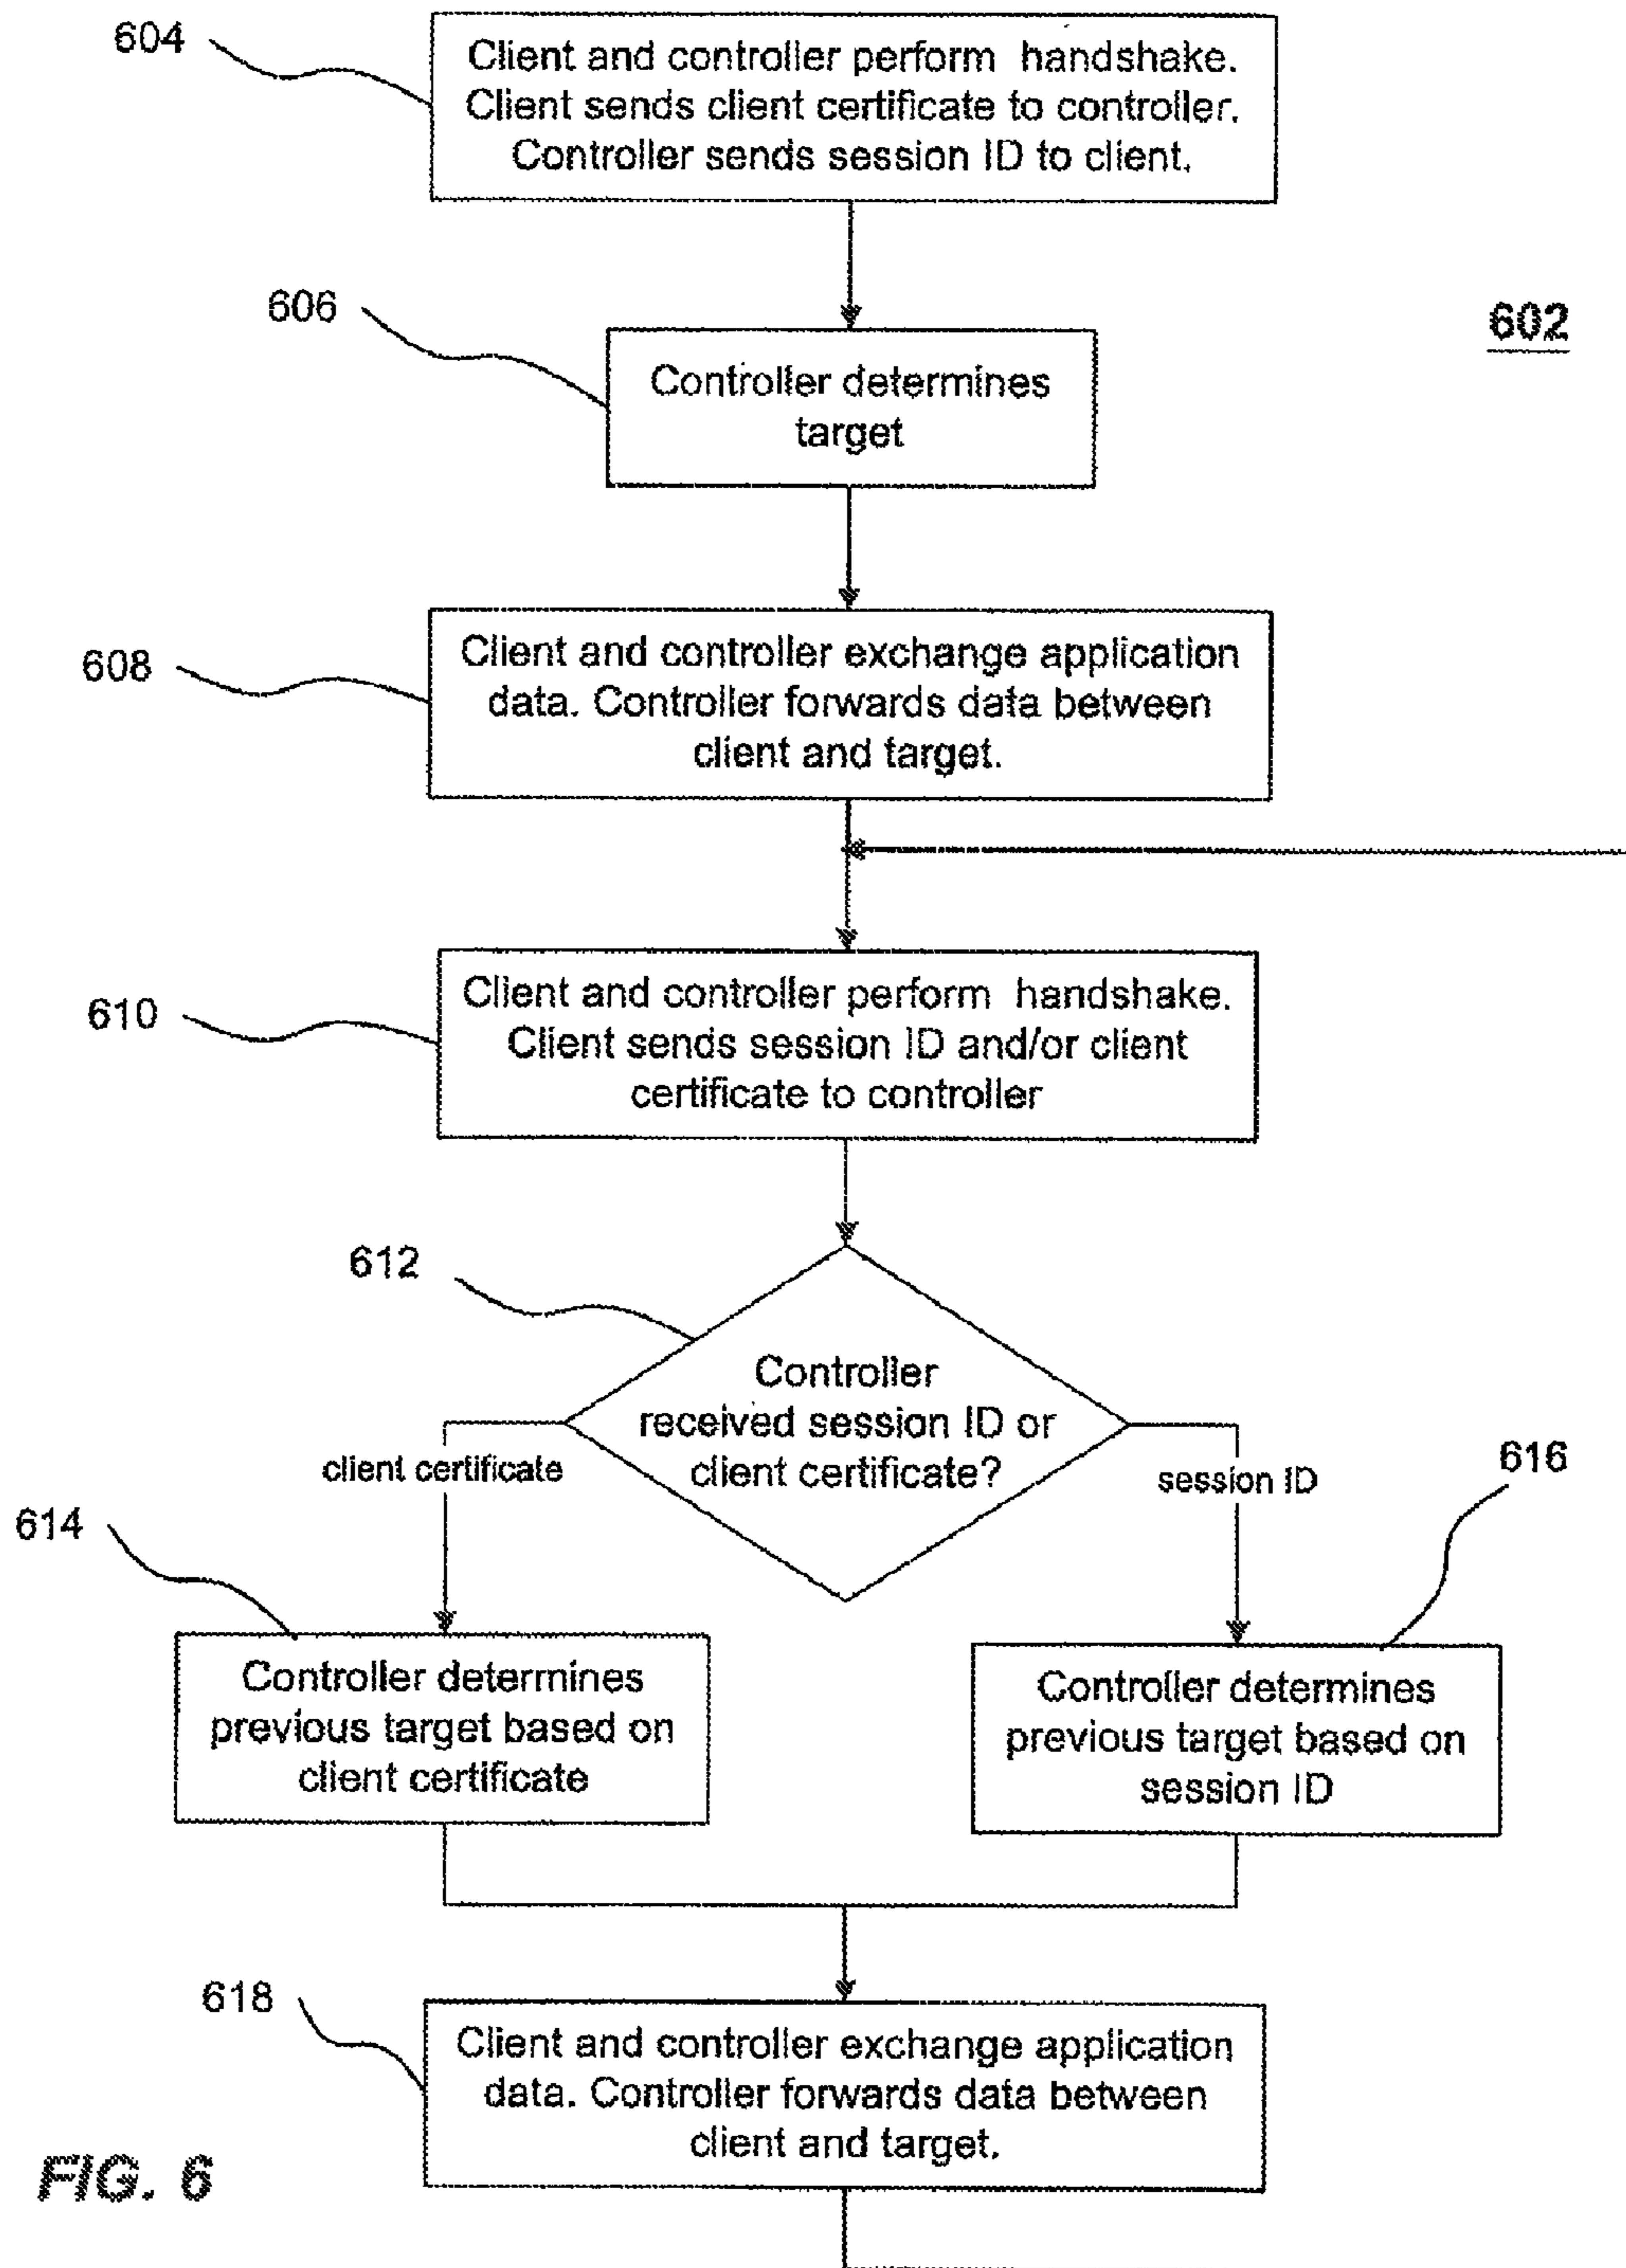 604
Client and controller perform handshake.
Client sends client certificate to controller.
Controller sends session ID to client.
606
602
Controller determines
target
608
Client and controller exchange application
data. Controller forwards data between
client and target.
610
Client and controller perform handshake.
Client sends session ID and/or client
certificate to controller
612
Controller
received session ID or
client certificate?
client certificate
session ID
616
614
Controller determines
previous target based on
client certificate
Controller determines
previous target based on
session ID
618
Client and controller exchange application
data. Controller forwards data between
client and target.
FIG. 6